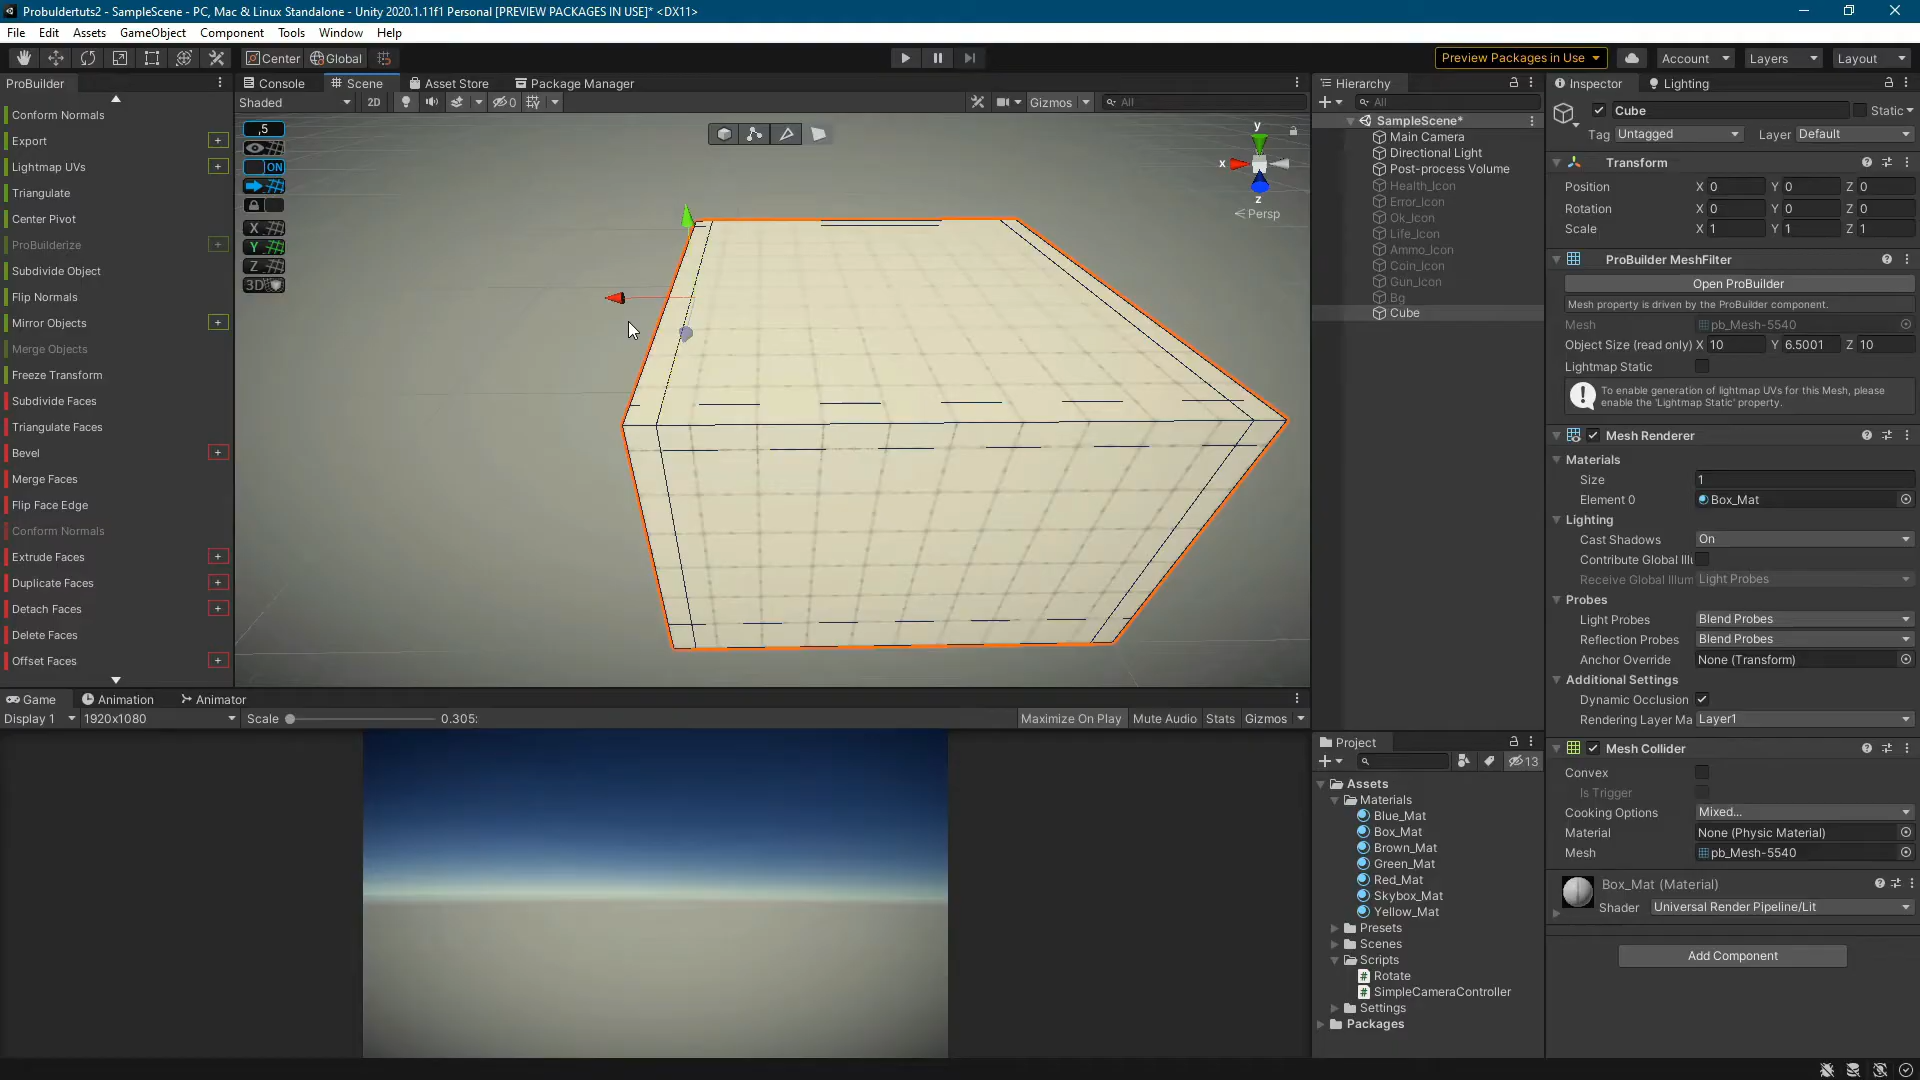 Probuldertuts2 - SampleScene - PC, Mac & Linux Standalone - Unity 2020.1.11f1 Personal [PREVIEW PACKAGES IN USE]* <DX11>
File Edit Assets GameObject Component Tools Window Help
Center Global Preview Packages in Use Account Layers Layout
ProBuilder
Conform Normals
Export
Lightmap UVs
Triangulate
Center Pivot
ProBuilderize
Subdivide Object
Flip Normals
Mirror Objects
Merge Objects
Freeze Transform
Subdivide Faces
Triangulate Faces
Bevel
Merge Faces
Flip Face Edge
Conform Normals
Extrude Faces
Duplicate Faces
Detach Faces
Delete Faces
Offset Faces
Console Scene Asset Store Package Manager
Shaded 2D 0 Gizmos All
,5
ON
X
Y
Z
3D
y
x
z
Persp
Game Animation Animator
Display 1 1920x1080 Scale 0.305: Maximize On Play Mute Audio Stats Gizmos
Hierarchy
All
SampleScene*
Main Camera
Directional Light
Post-process Volume
Health_Icon
Error_Icon
Ok_Icon
Life_Icon
Ammo_Icon
Coin_Icon
Gun_Icon
Bg
Cube
Project
13
Assets
Materials
Blue_Mat
Box_Mat
Brown_Mat
Green_Mat
Red_Mat
Skybox_Mat
Yellow_Mat
Presets
Scenes
Scripts
Rotate
SimpleCameraController
Settings
Packages
Inspector Lighting
Cube Static
Tag Untagged Layer Default
Transform
Position X 0 Y 0 Z 0
Rotation X 0 Y 0 Z 0
Scale X 1 Y 1 Z 1
ProBuilder MeshFilter
Open ProBuilder
Mesh property is driven by the ProBuilder component.
Mesh pb_Mesh-5540
Object Size (read only) X 10 Y 6.5001 Z 10
Lightmap Static
To enable generation of lightmap UVs for this Mesh, please
enable the 'Lightmap Static' property.
Mesh Renderer
Materials
Size 1
Element 0 Box_Mat
Lighting
Cast Shadows On
Contribute Global Illu
Receive Global Illum Light Probes
Probes
Light Probes Blend Probes
Reflection Probes Blend Probes
Anchor Override None (Transform)
Additional Settings
Dynamic Occlusion
Rendering Layer Ma Layer1
Mesh Collider
Convex
Is Trigger
Cooking Options Mixed...
Material None (Physic Material)
Mesh pb_Mesh-5540
Box_Mat (Material)
Shader Universal Render Pipeline/Lit
Add Component